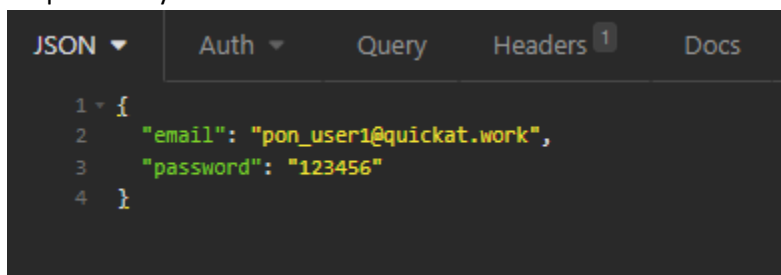 JSON Auth Query Headers 1 Docs
1 {
2 "email": "pon_user1@quickat.work",
3 "password": "123456"
4 }